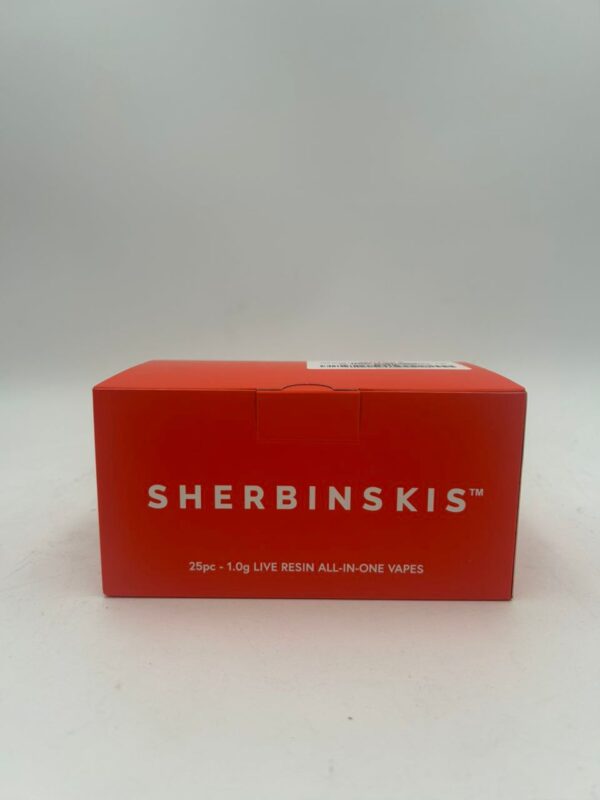 SHERBINSKIS™
25pc - 1.0g LIVE RESIN ALL-IN-ONE VAPES